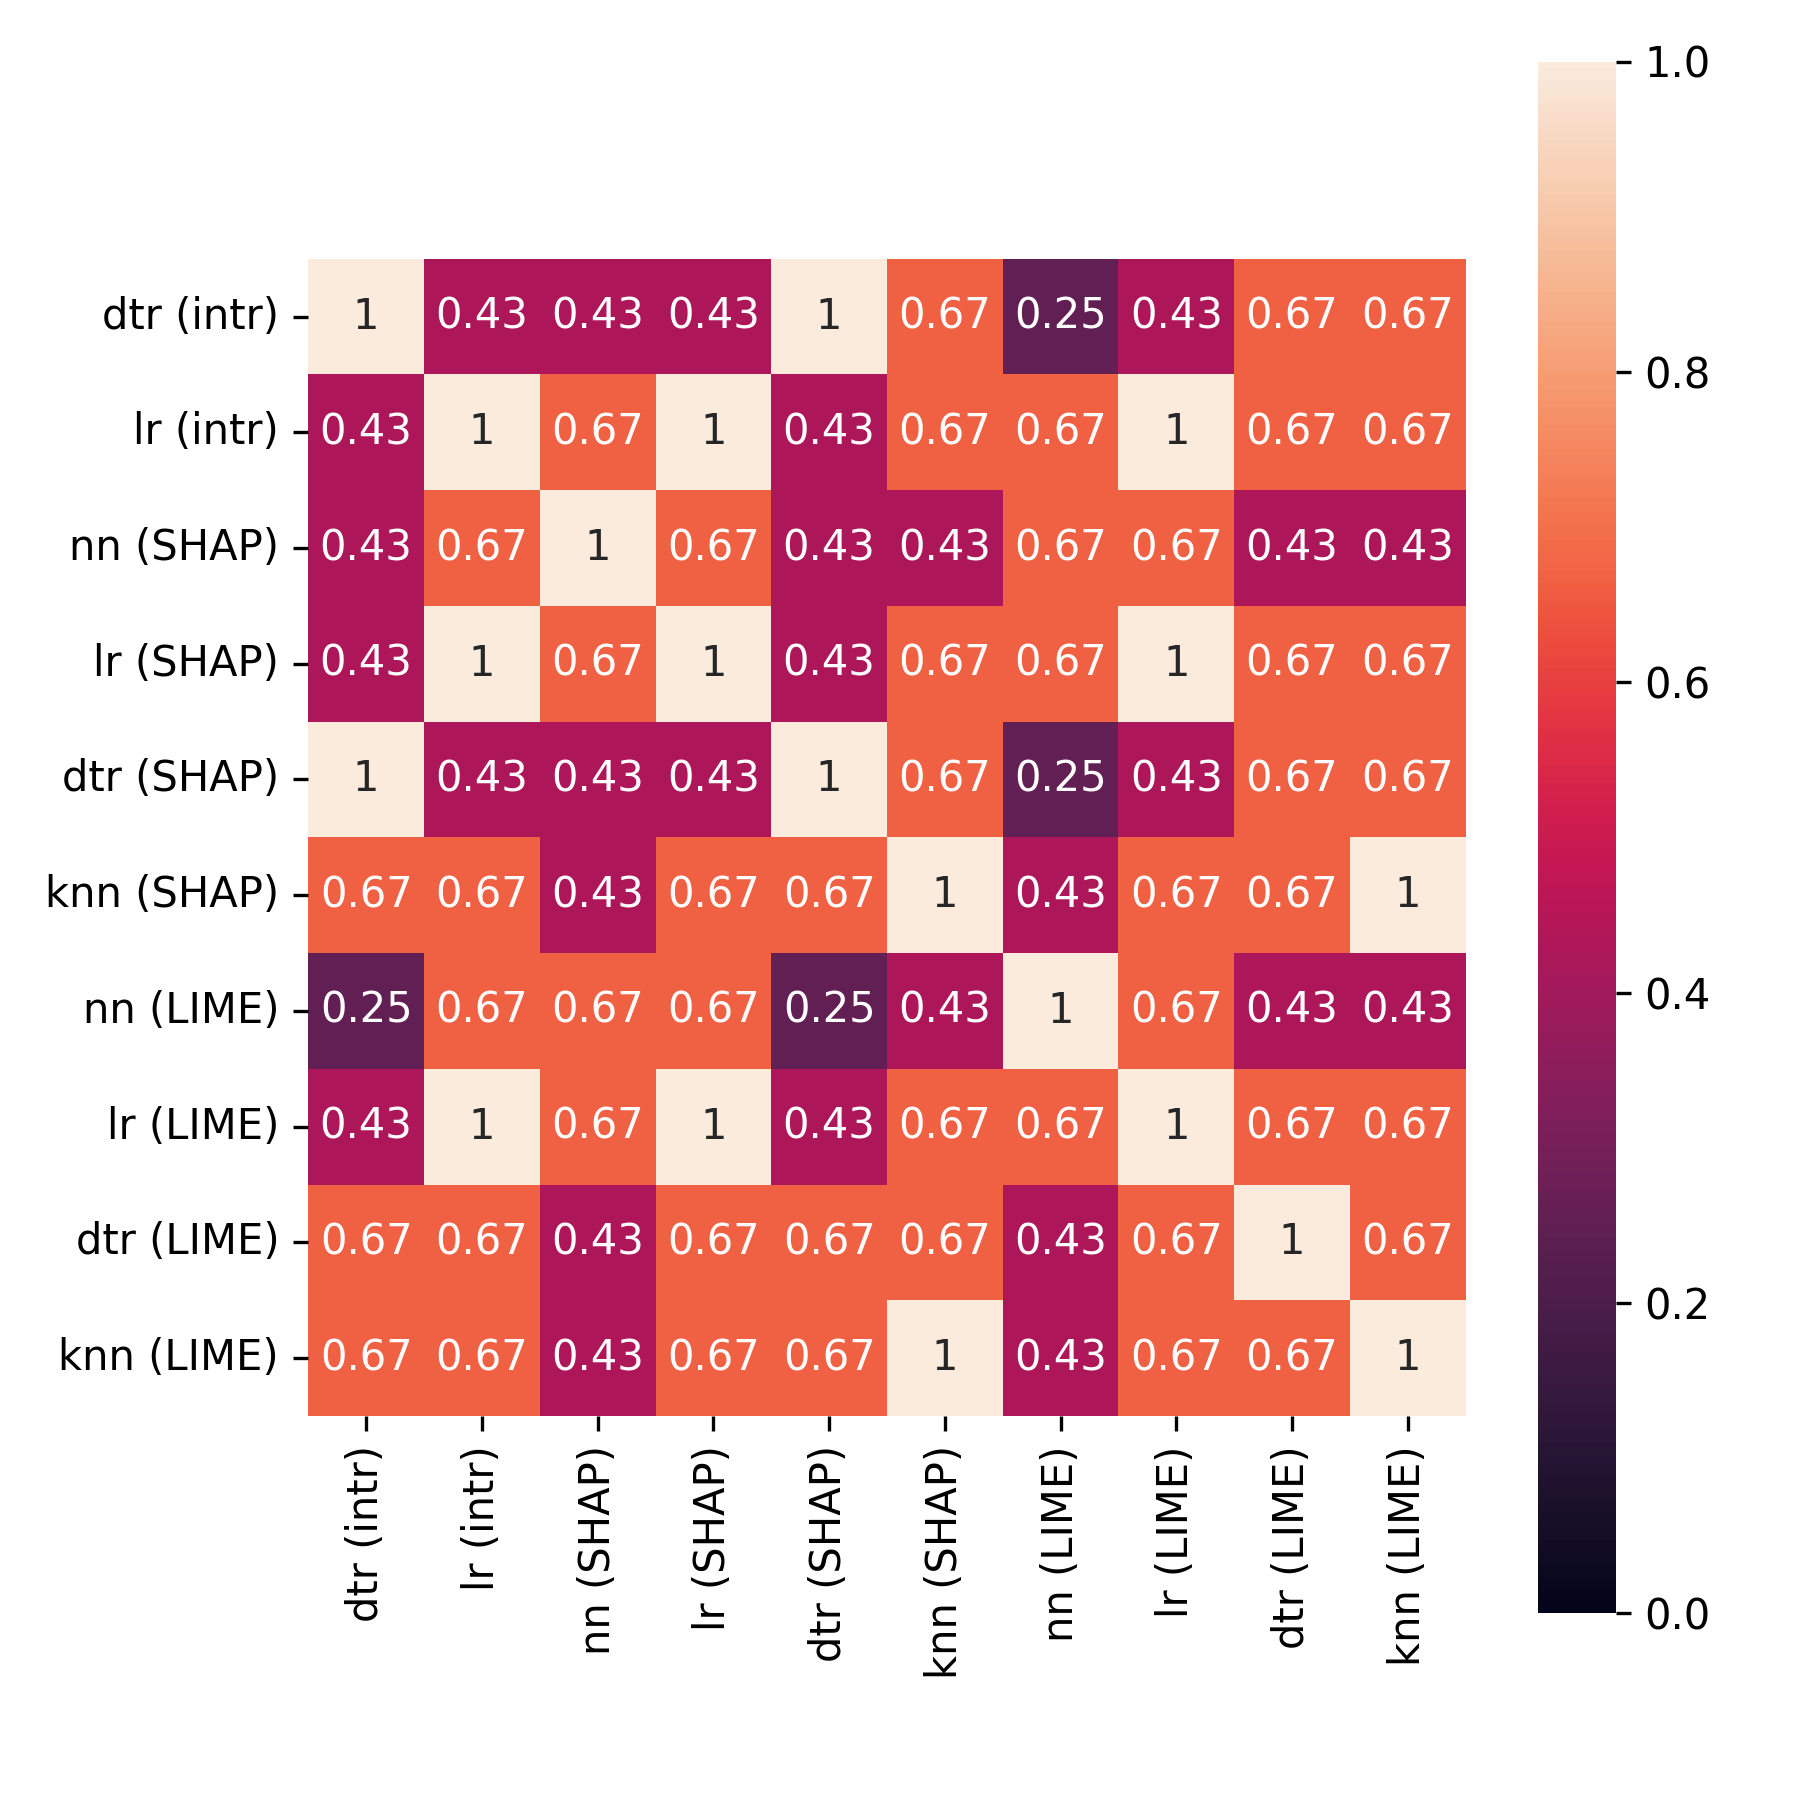 1.0
0.8
0.6
0.4
0.2
0.0
dtr (intr) 1 0.43 0.43 0.43 1 0.67 0.25 0.43 0.67 0.67
lr (intr) 0.43 1 0.67 1 0.43 0.67 0.67 1 0.67 0.67
nn (SHAP) 0.43 0.67 1 0.67 0.43 0.43 0.67 0.67 0.43 0.43
lr (SHAP) 0.43 1 0.67 1 0.43 0.67 0.67 1 0.67 0.67
dtr (SHAP) 1 0.43 0.43 0.43 1 0.67 0.25 0.43 0.67 0.67
knn (SHAP) 0.67 0.67 0.43 0.67 0.67 1 0.43 0.67 0.67 1
nn (LIME) 0.25 0.67 0.67 0.67 0.25 0.43 1 0.67 0.43 0.43
lr (LIME) 0.43 1 0.67 1 0.43 0.67 0.67 1 0.67 0.67
dtr (LIME) 0.67 0.67 0.43 0.67 0.67 0.67 0.43 0.67 1 0.67
knn (LIME) 0.67 0.67 0.43 0.67 0.67 1 0.43 0.67 0.67 1
dtr (intr)
lr (intr)
nn (SHAP)
lr (SHAP)
dtr (SHAP)
knn (SHAP)
nn (LIME)
lr (LIME)
dtr (LIME)
knn (LIME)